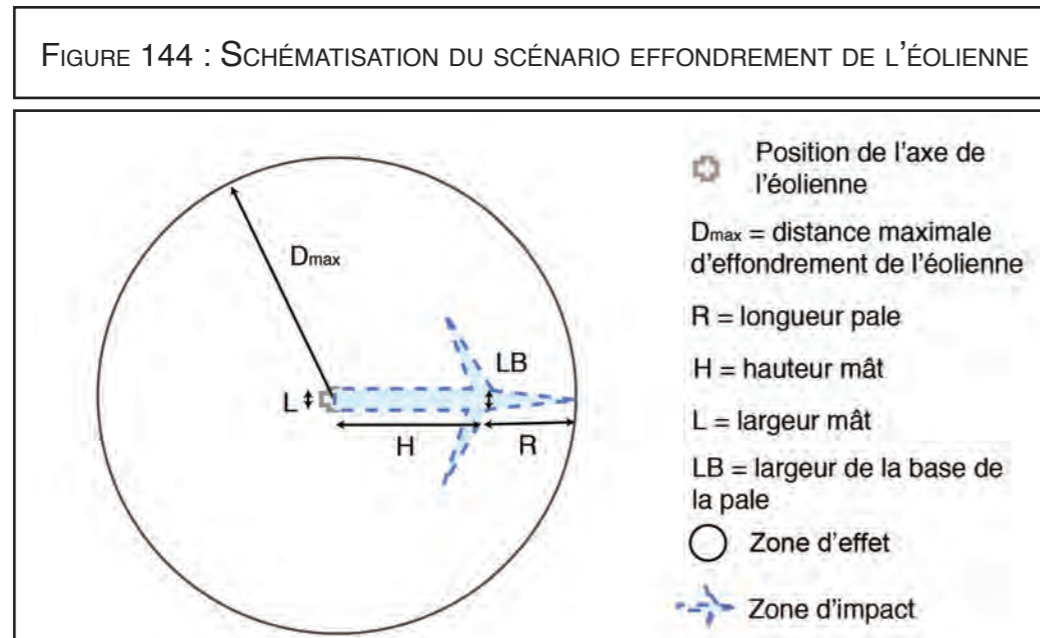 FIGURE 144 : SCHÉMATISATION DU SCÉNARIO EFFONDREMENT DE L'ÉOLIENNE
Dmax
LB
L
H
R
Position de l'axe de
l'éolienne
Dmax = distance maximale
d'effondrement de l'éolienne
R = longueur pale
H = hauteur mât
L = largeur mât
LB = largeur de la base de
la pale
Zone d'effet
Zone d'impact